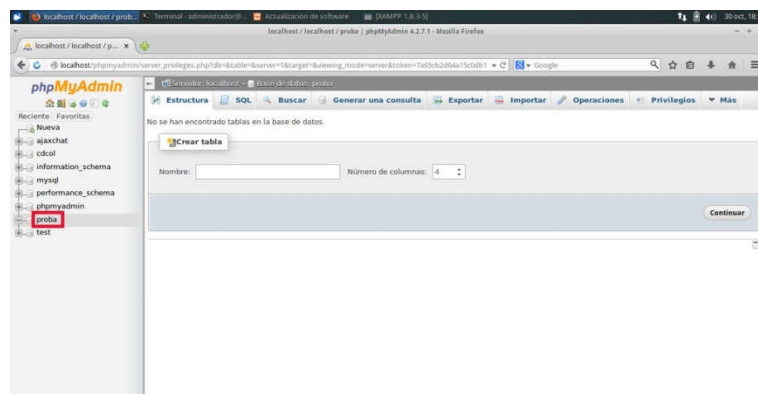 localhost / localhost / prob...
Terminal - administrador@...
Actualización de software
[XAMPP 1.8.3-5]
30 oct, 18:
localhost / localhost / proba | phpMyAdmin 4.2.7.1 - Mozilla Firefox
localhost / localhost / p...
localhost/phpmyadmin/server_privileges.php?db=&table=&server=1&target=&viewing_mode=server&token=
Google
phpMyAdmin
Reciente Favoritas
Nueva
ajaxchat
cdcol
information_schema
mysql
performance_schema
phpmyadmin
proba
test
Servidor: localhost » Base de datos: proba
Estructura SQL Buscar Generar una consulta Exportar Importar Operaciones Privilegios Más
No se han encontrado tablas en la base de datos.
Crear tabla
Nombre: Número de columnas: 4
Continuar